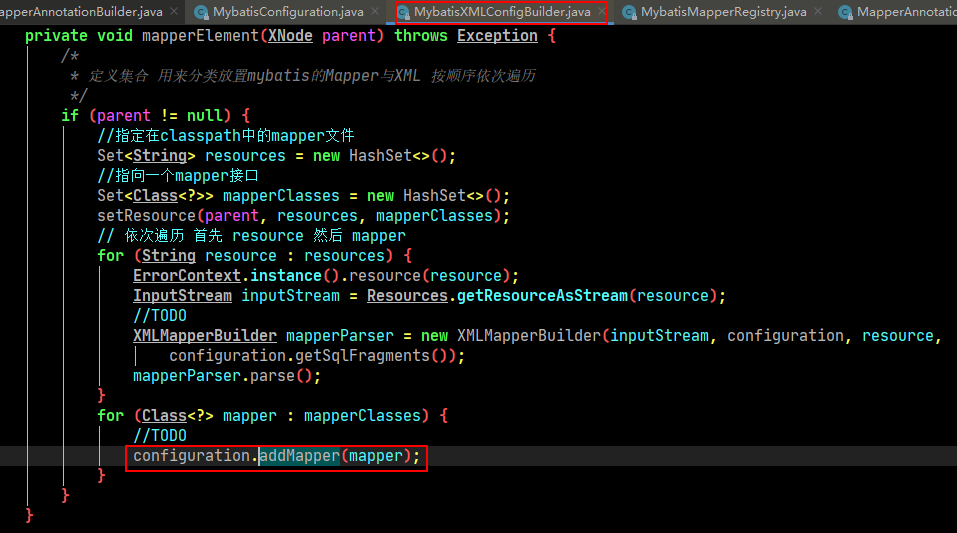 apperAnnotationBuilder.java × MybatisConfiguration.java × MybatisXMLConfigBuilder.java × MybatisMapperRegistry.java × MapperAnnotatio
private void mapperElement(XNode parent) throws Exception {
/*
* 定义集合 用来分类放置mybatis的Mapper与XML 按顺序依次遍历
*/
if (parent != null) {
//指定在classpath中的mapper文件
Set<String> resources = new HashSet<>();
//指向一个mapper接口
Set<Class<?>> mapperClasses = new HashSet<>();
setResource(parent, resources, mapperClasses);
// 依次遍历 首先 resource 然后 mapper
for (String resource : resources) {
ErrorContext.instance().resource(resource);
InputStream inputStream = Resources.getResourceAsStream(resource);
//TODO
XMLMapperBuilder mapperParser = new XMLMapperBuilder(inputStream, configuration, resource,
configuration.getSqlFragments());
mapperParser.parse();
}
for (Class<?> mapper : mapperClasses) {
//TODO
configuration.addMapper(mapper);
}
}
}